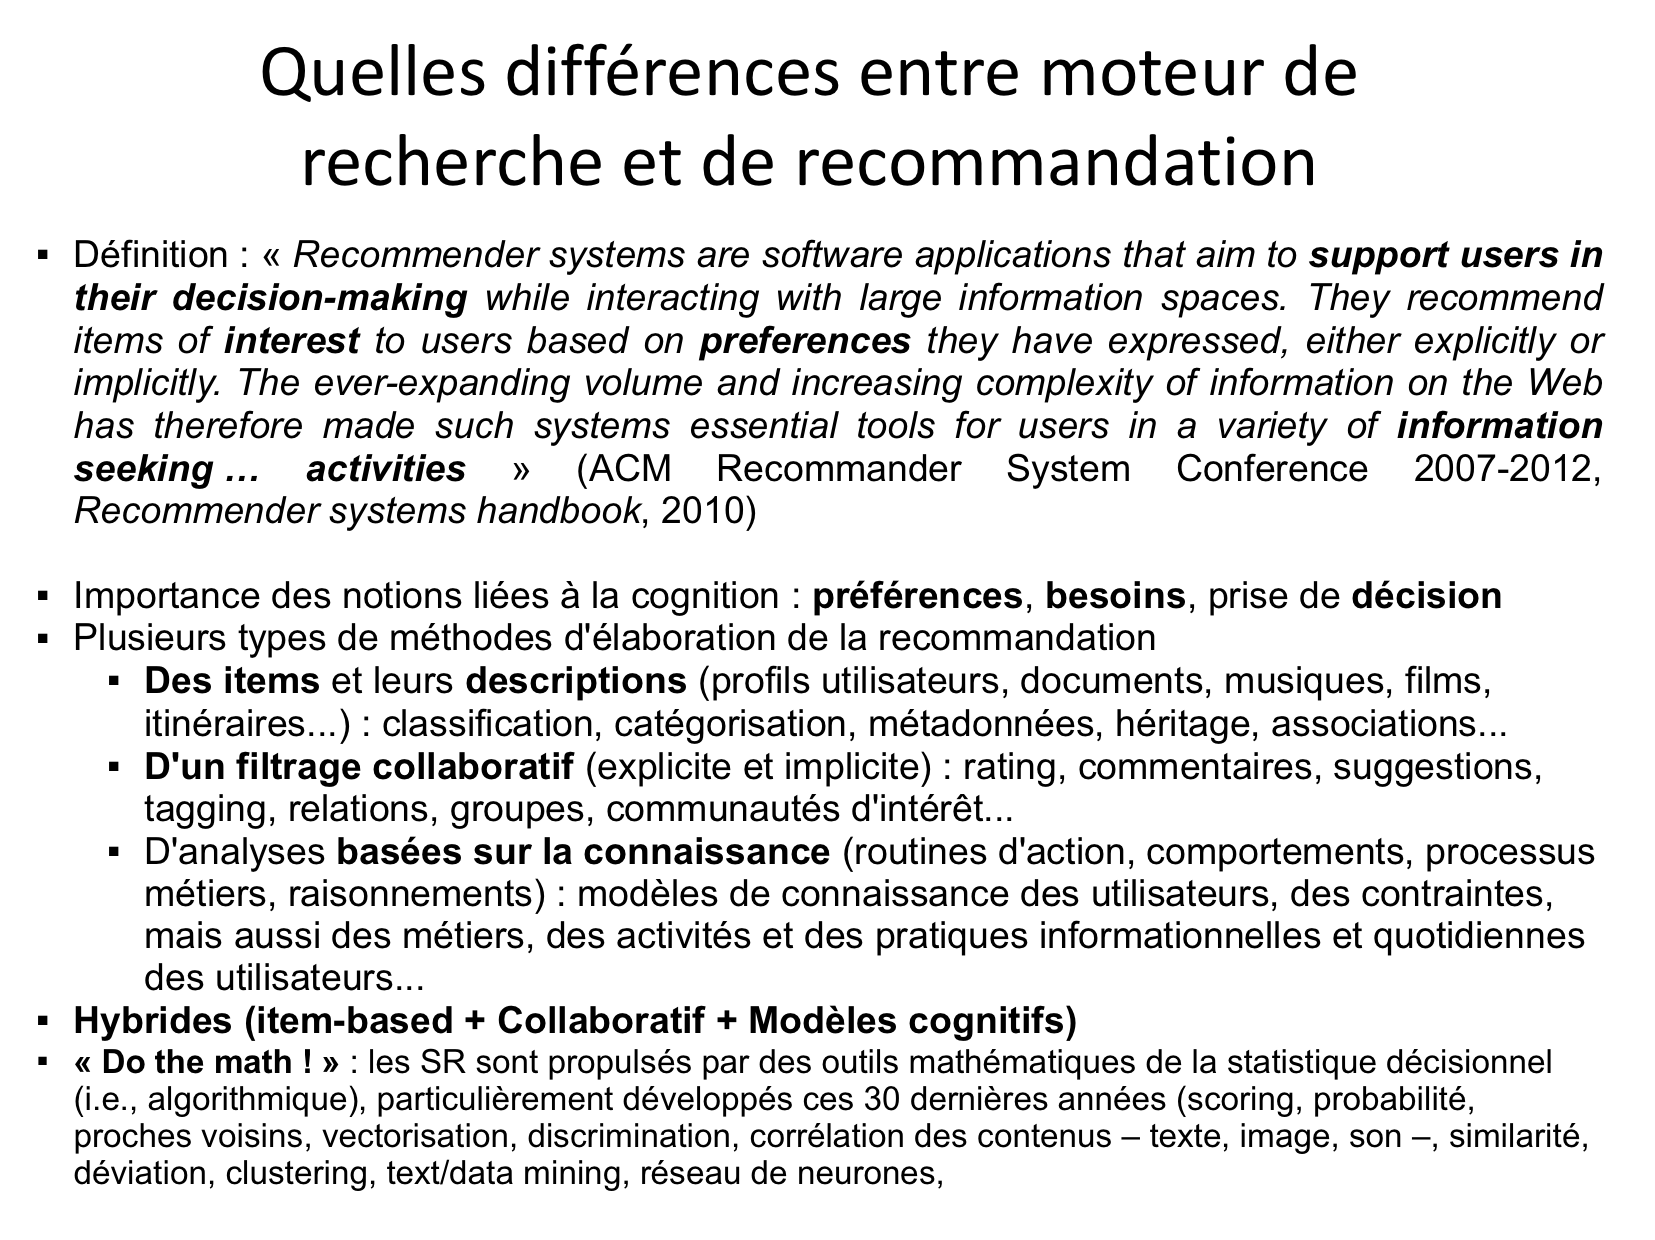 Quelles différences entre moteur de
recherche et de recommandation
▪ Définition : « Recommender systems are software applications that aim to support users in
their decision-making while interacting with large information spaces. They recommend
items of interest to users based on preferences they have expressed, either explicitly or
implicitly. The ever-expanding volume and increasing complexity of information on the Web
has therefore made such systems essential tools for users in a variety of information
seeking … activities » (ACM Recommander System Conference 2007-2012,
Recommender systems handbook, 2010)
▪ Importance des notions liées à la cognition : préférences, besoins, prise de décision
▪ Plusieurs types de méthodes d'élaboration de la recommandation
▪ Des items et leurs descriptions (profils utilisateurs, documents, musiques, films,
itinéraires...) : classification, catégorisation, métadonnées, héritage, associations...
▪ D'un filtrage collaboratif (explicite et implicite) : rating, commentaires, suggestions,
tagging, relations, groupes, communautés d'intérêt...
▪ D'analyses basées sur la connaissance (routines d'action, comportements, processus
métiers, raisonnements) : modèles de connaissance des utilisateurs, des contraintes,
mais aussi des métiers, des activités et des pratiques informationnelles et quotidiennes
des utilisateurs...
▪ Hybrides (item-based + Collaboratif + Modèles cognitifs)
▪ « Do the math ! » : les SR sont propulsés par des outils mathématiques de la statistique décisionnel
(i.e., algorithmique), particulièrement développés ces 30 dernières années (scoring, probabilité,
proches voisins, vectorisation, discrimination, corrélation des contenus – texte, image, son –, similarité,
déviation, clustering, text/data mining, réseau de neurones,